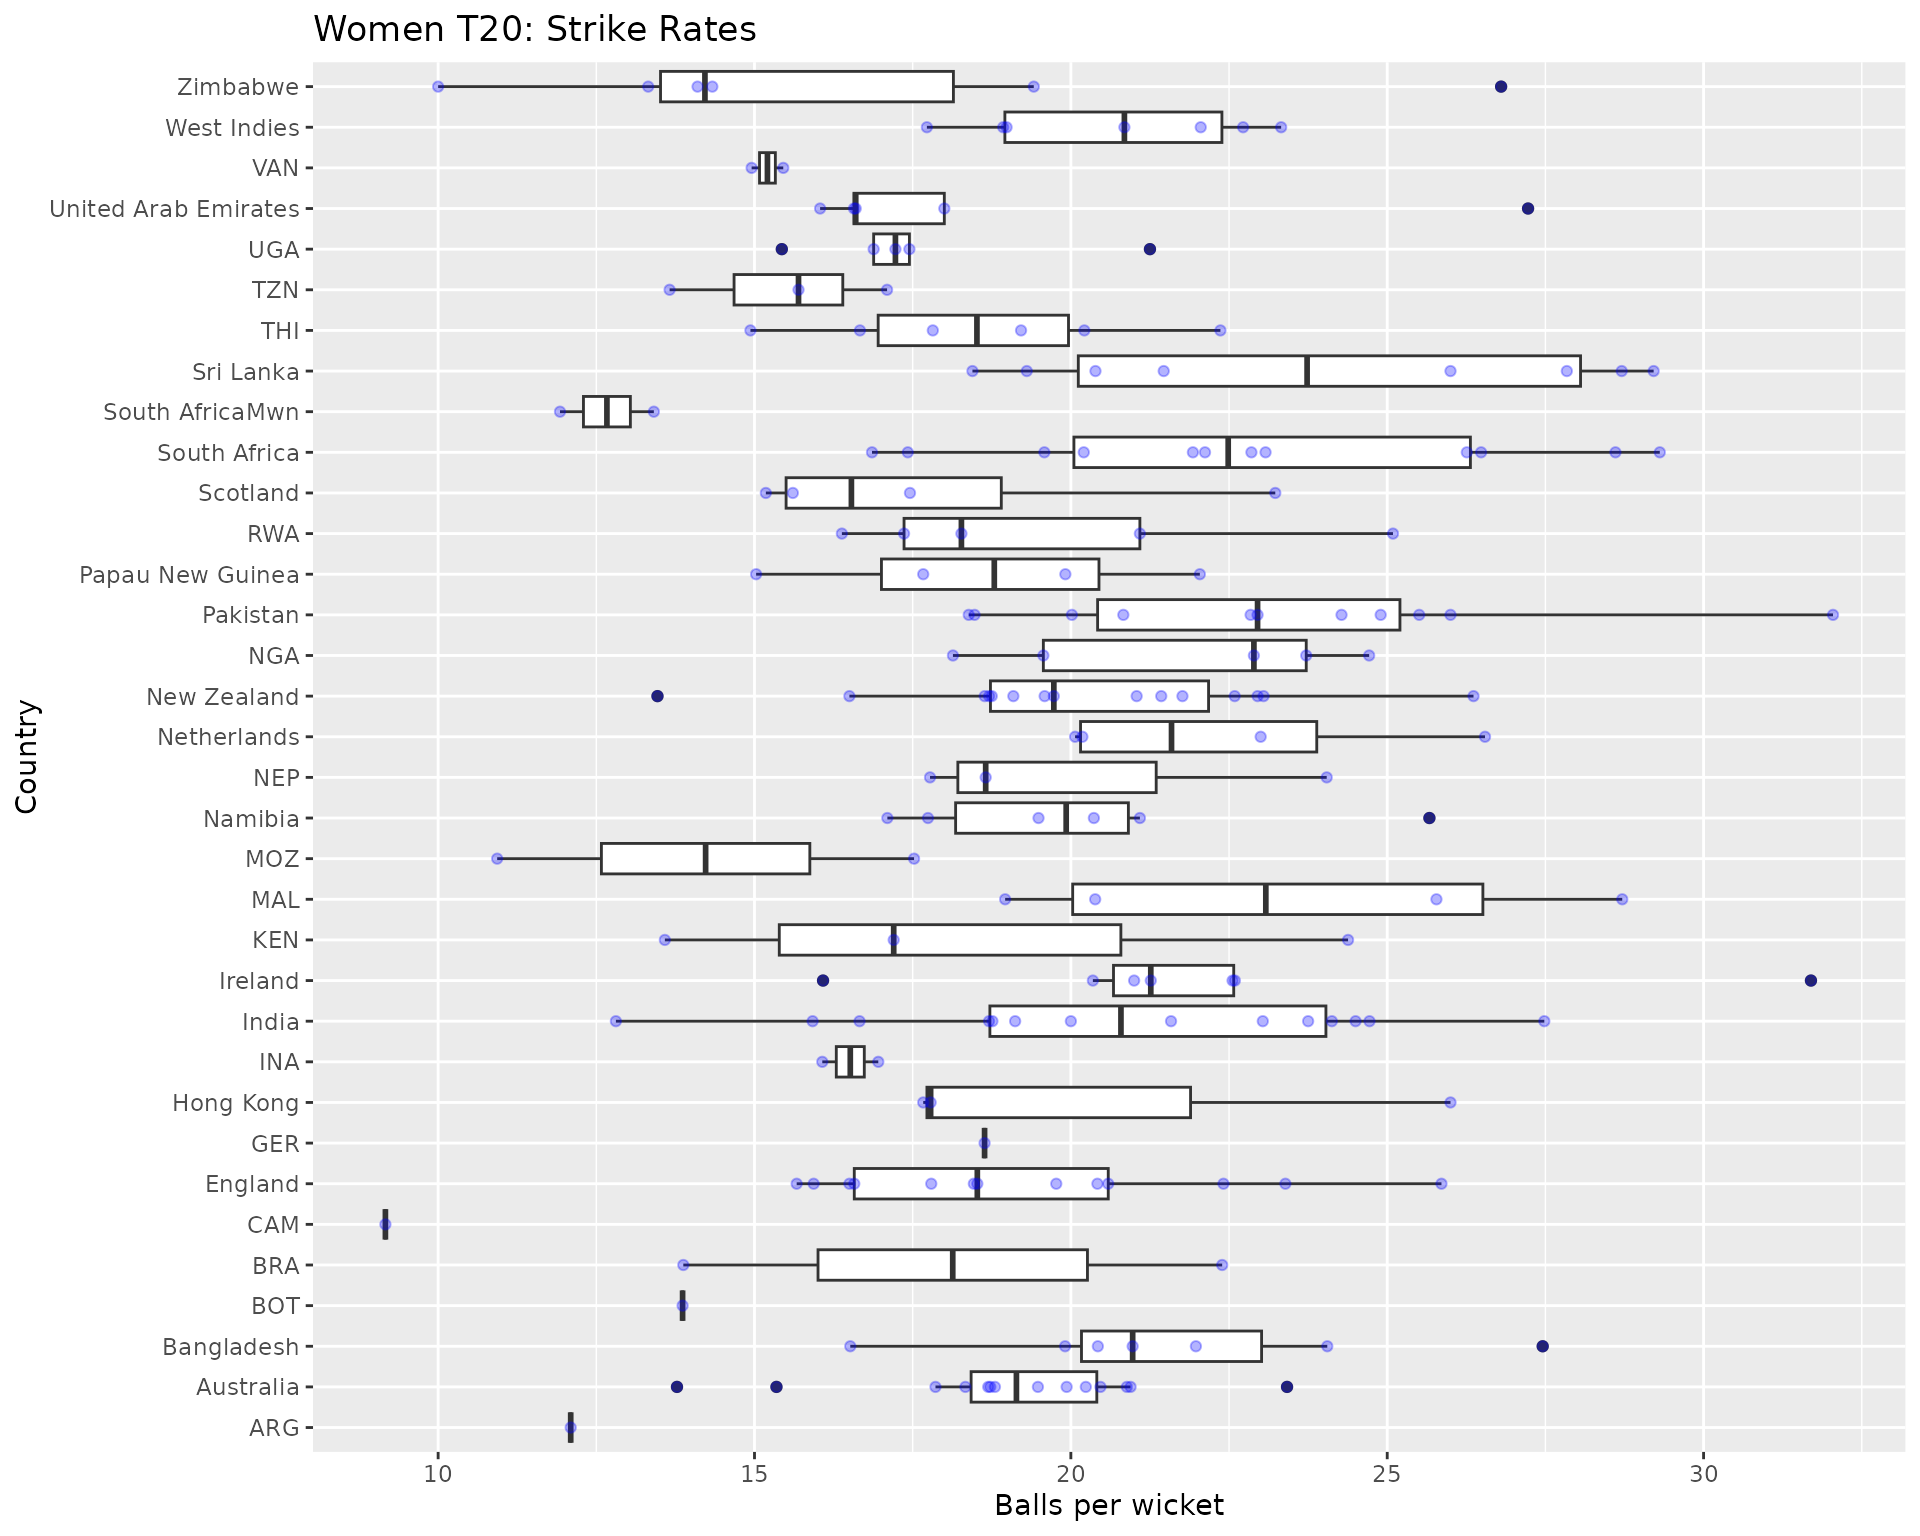 Women T20: Strike Rates
Country
Zimbabwe
West Indies
VAN
United Arab Emirates
UGA
TZN
THI
Sri Lanka
South AfricaMwn
South Africa
Scotland
RWA
Papau New Guinea
Pakistan
NGA
New Zealand
Netherlands
NEP
Namibia
MOZ
MAL
KEN
Ireland
India
INA
Hong Kong
GER
England
CAM
BRA
BOT
Bangladesh
Australia
ARG
10 15 20 25 30
Balls per wicket